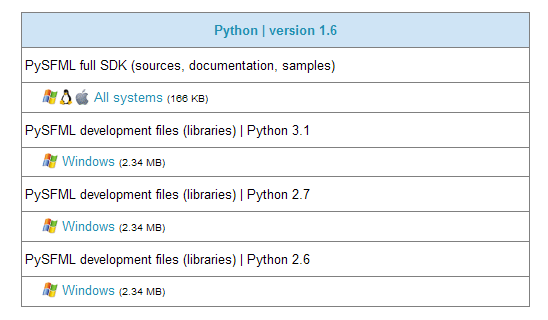 Python | version 1.6
PySFML full SDK (sources, documentation, samples)
All systems (166 KB)
PySFML development files (libraries) | Python 3.1
Windows (2.34 MB)
PySFML development files (libraries) | Python 2.7
Windows (2.34 MB)
PySFML development files (libraries) | Python 2.6
Windows (2.34 MB)